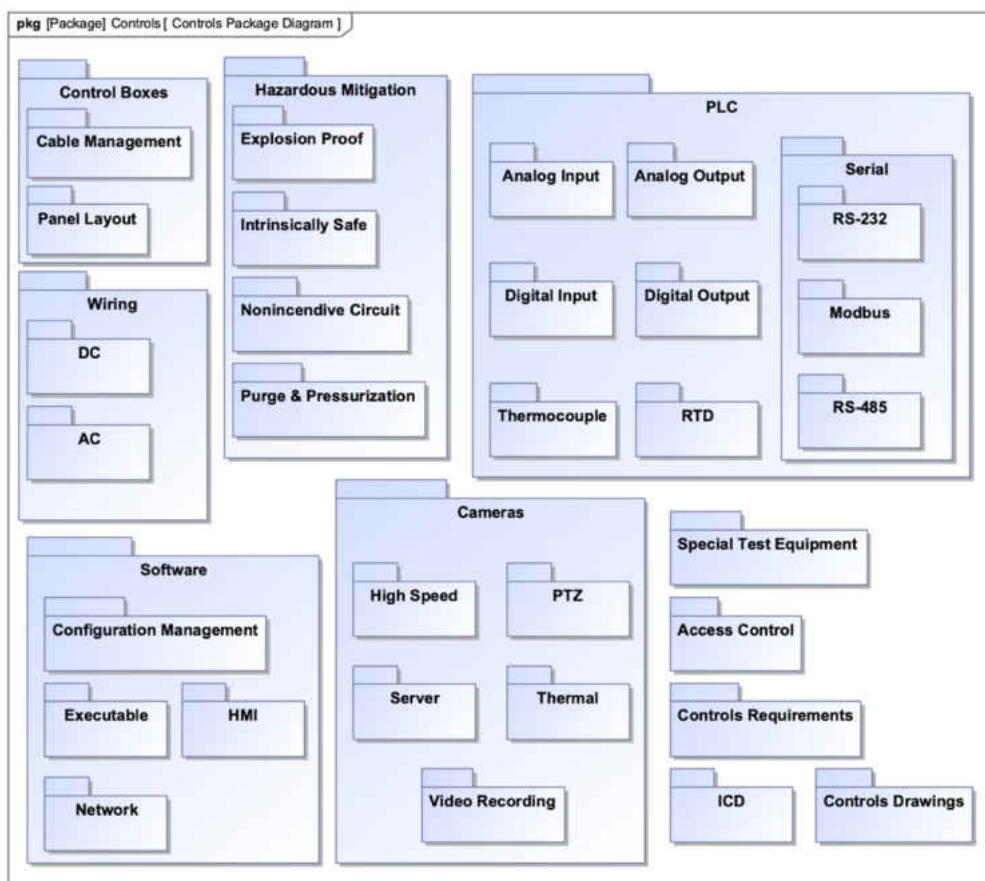 pkg [Package] Controls [ Controls Package Diagram ]
Control Boxes
Cable Management
Panel Layout
Wiring
DC
AC
Hazardous Mitigation
Explosion Proof
Intrinsically Safe
Nonincendive Circuit
Purge & Pressurization
PLC
Analog Input
Analog Output
Digital Input
Digital Output
Thermocouple
RTD
Serial
RS-232
Modbus
RS-485
Software
Configuration Management
Executable
HMI
Network
Cameras
High Speed
PTZ
Server
Thermal
Video Recording
Special Test Equipment
Access Control
Controls Requirements
ICD
Controls Drawings